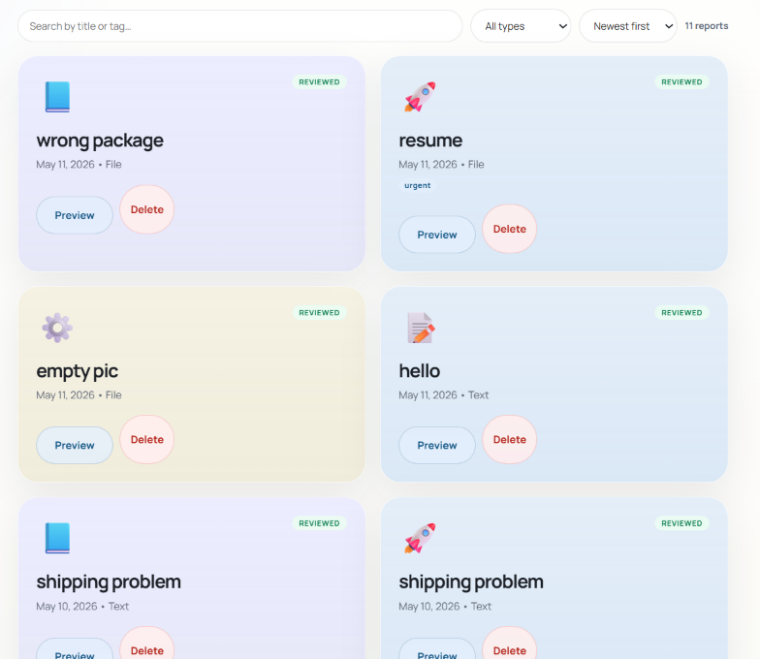 Search by title or tag...
All types
Newest first
11 reports
REVIEWED
wrong package
May 11, 2026 • File
Preview
Delete
REVIEWED
resume
May 11, 2026 • File
urgent
Preview
Delete
REVIEWED
empty pic
May 11, 2026 • File
Preview
Delete
REVIEWED
hello
May 11, 2026 • Text
Preview
Delete
REVIEWED
shipping problem
May 10, 2026 • Text
Preview
Delete
REVIEWED
shipping problem
May 10, 2026 • Text
Preview
Delete